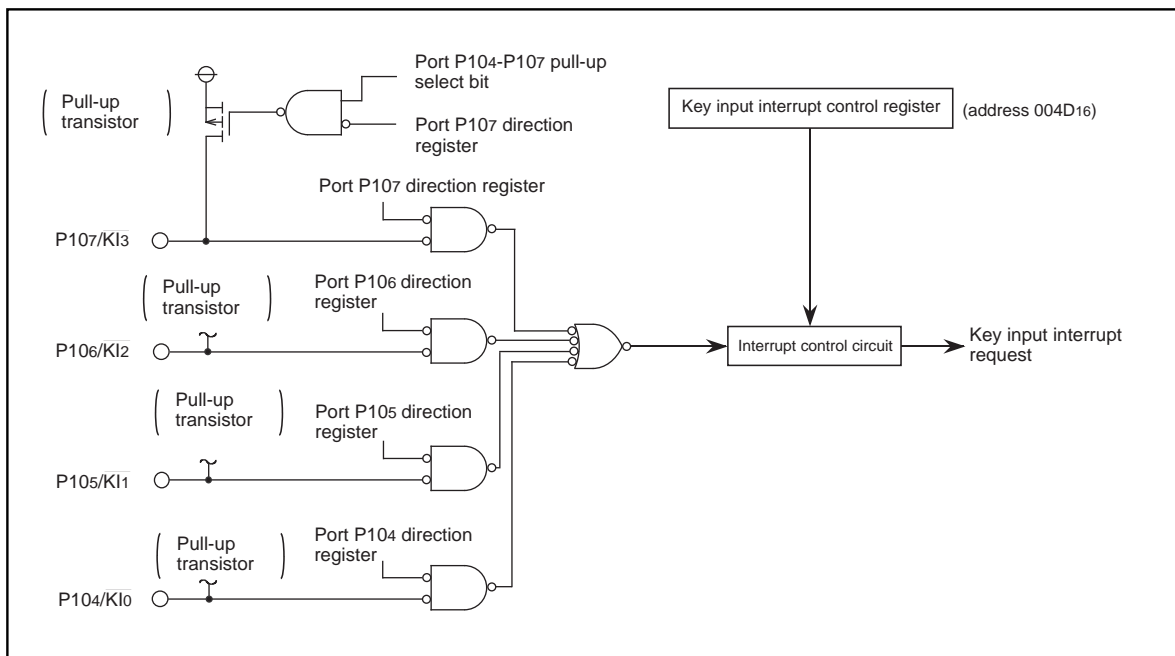 Port P104-P107 pull-up
select bit
Pull-up
transistor
Key input interrupt control register
(address 004D16)
Port P107 direction
register
Port P107 direction register
P107/KI3
Pull-up
transistor
Port P106 direction
register
P106/KI2
Interrupt control circuit
Key input interrupt
request
Pull-up
transistor
Port P105 direction
register
P105/KI1
Pull-up
transistor
Port P104 direction
register
P104/KI0